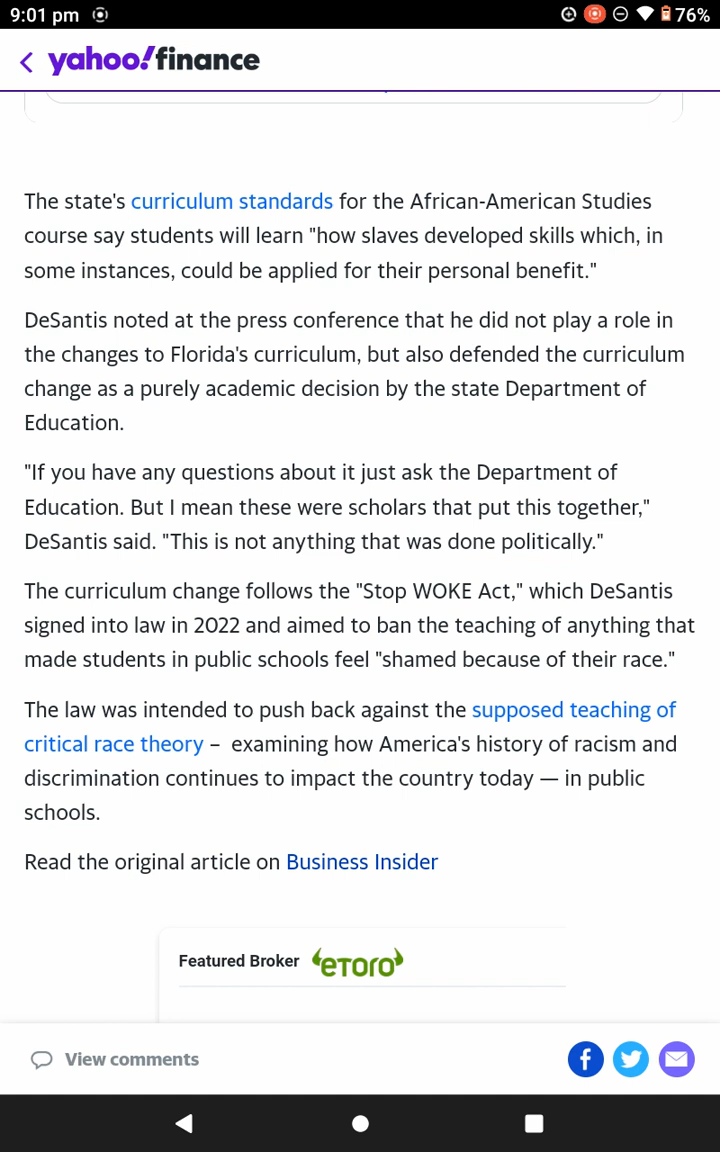 9:01 pm 76%
yahoo!finance
The state's curriculum standards for the African-American Studies
course say students will learn "how slaves developed skills which, in
some instances, could be applied for their personal benefit."
DeSantis noted at the press conference that he did not play a role in
the changes to Florida's curriculum, but also defended the curriculum
change as a purely academic decision by the state Department of
Education.
"If you have any questions about it just ask the Department of
Education. But I mean these were scholars that put this together,"
DeSantis said. "This is not anything that was done politically."
The curriculum change follows the "Stop WOKE Act," which DeSantis
signed into law in 2022 and aimed to ban the teaching of anything that
made students in public schools feel "shamed because of their race."
The law was intended to push back against the supposed teaching of
critical race theory – examining how America's history of racism and
discrimination continues to impact the country today — in public
schools.
Read the original article on Business Insider
Featured Broker eToro
View comments